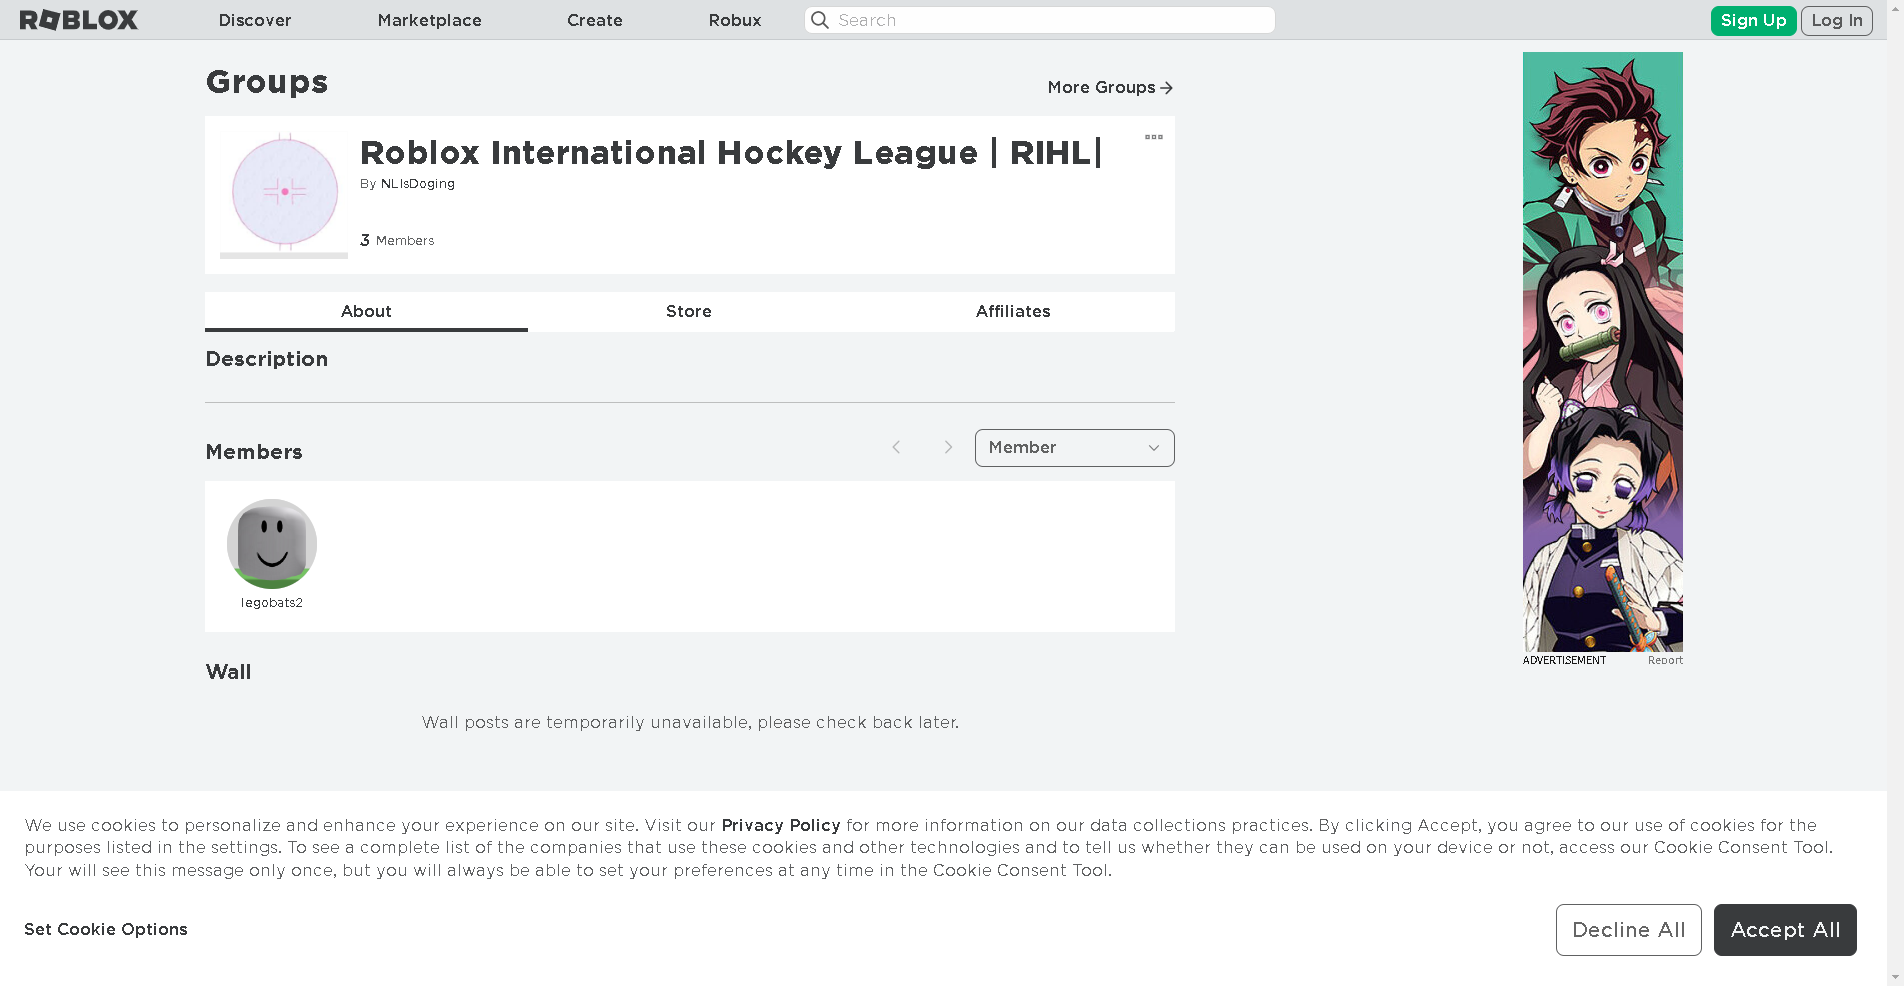 ROBLOX Discover Marketplace Create Robux Search Sign Up Log In
Groups
More Groups
Roblox International Hockey League | RIHL|
By NLIsDoging
3 Members
About Store Affiliates
Description
Members
Member
legobats2
Wall
Wall posts are temporarily unavailable, please check back later.
ADVERTISEMENT Report
We use cookies to personalize and enhance your experience on our site. Visit our Privacy Policy for more information on our data collections practices. By clicking Accept, you agree to our use of cookies for the
purposes listed in the settings. To see a complete list of the companies that use these cookies and other technologies and to tell us whether they can be used on your device or not, access our Cookie Consent Tool.
Your will see this message only once, but you will always be able to set your preferences at any time in the Cookie Consent Tool.
Set Cookie Options
Decline All
Accept All